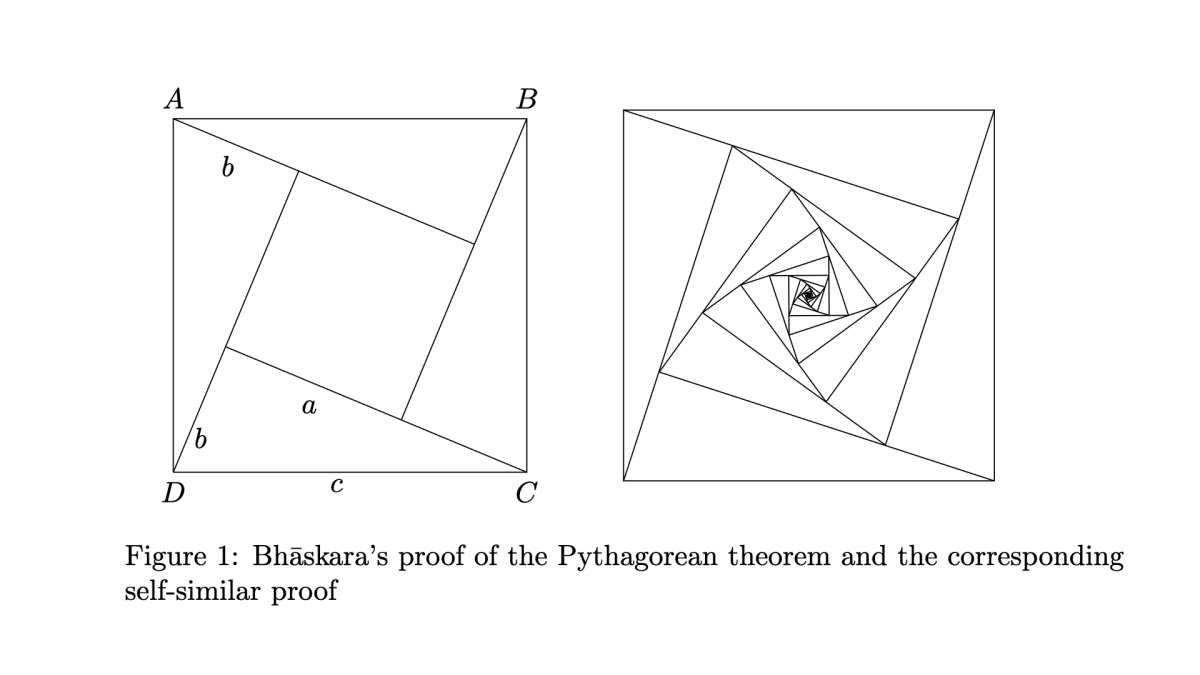 A B
b
a
b
D c C
Figure 1: Bhāskara’s proof of the Pythagorean theorem and the corresponding
self-similar proof